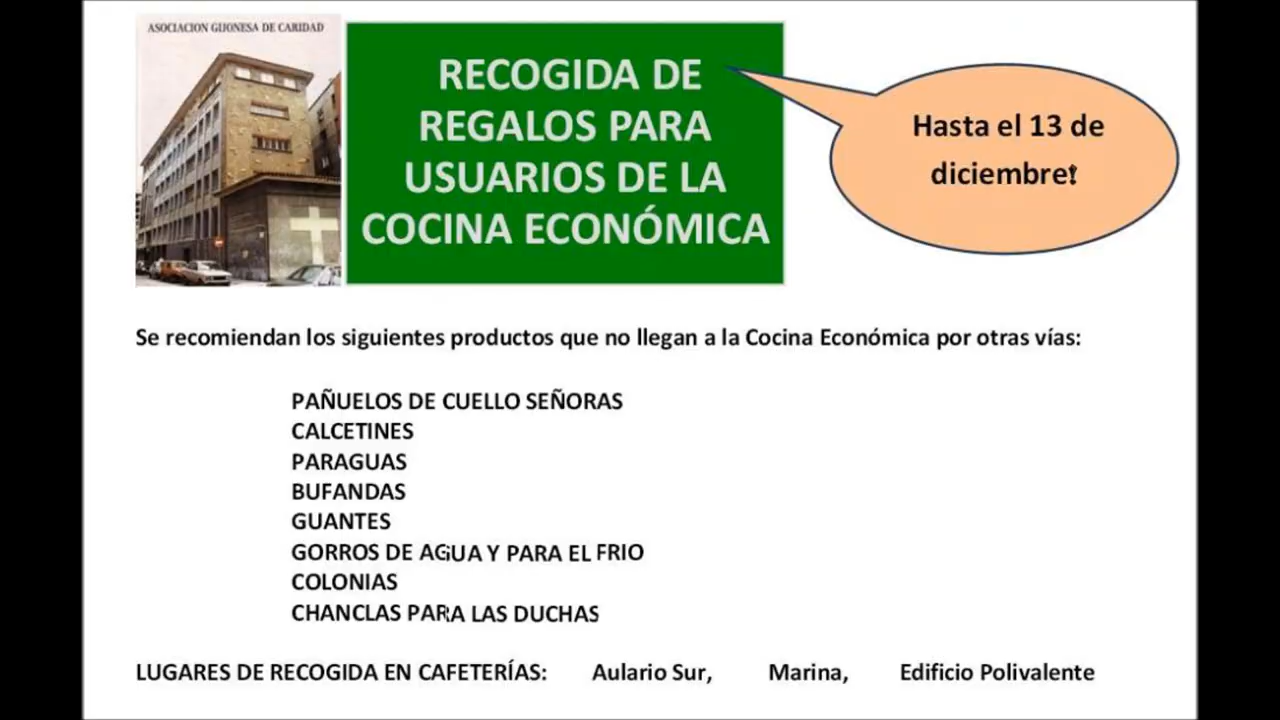 ASOCIACION GIJONESA DE CARIDAD
RECOGIDA DE
REGALOS PARA
USUARIOS DE LA
COCINA ECONÓMICA
Hasta el 13 de
diciembre!
Se recomiendan los siguientes productos que no llegan a la Cocina Económica por otras vías:
PAÑUELOS DE CUELLO SEÑORAS
CALCETINES
PARAGUAS
BUFANDAS
GUANTES
GORROS DE AGUA Y PARA EL FRIO
COLONIAS
CHANCLAS PARA LAS DUCHAS
LUGARES DE RECOGIDA EN CAFETERÍAS: Aulario Sur, Marina, Edificio Polivalente